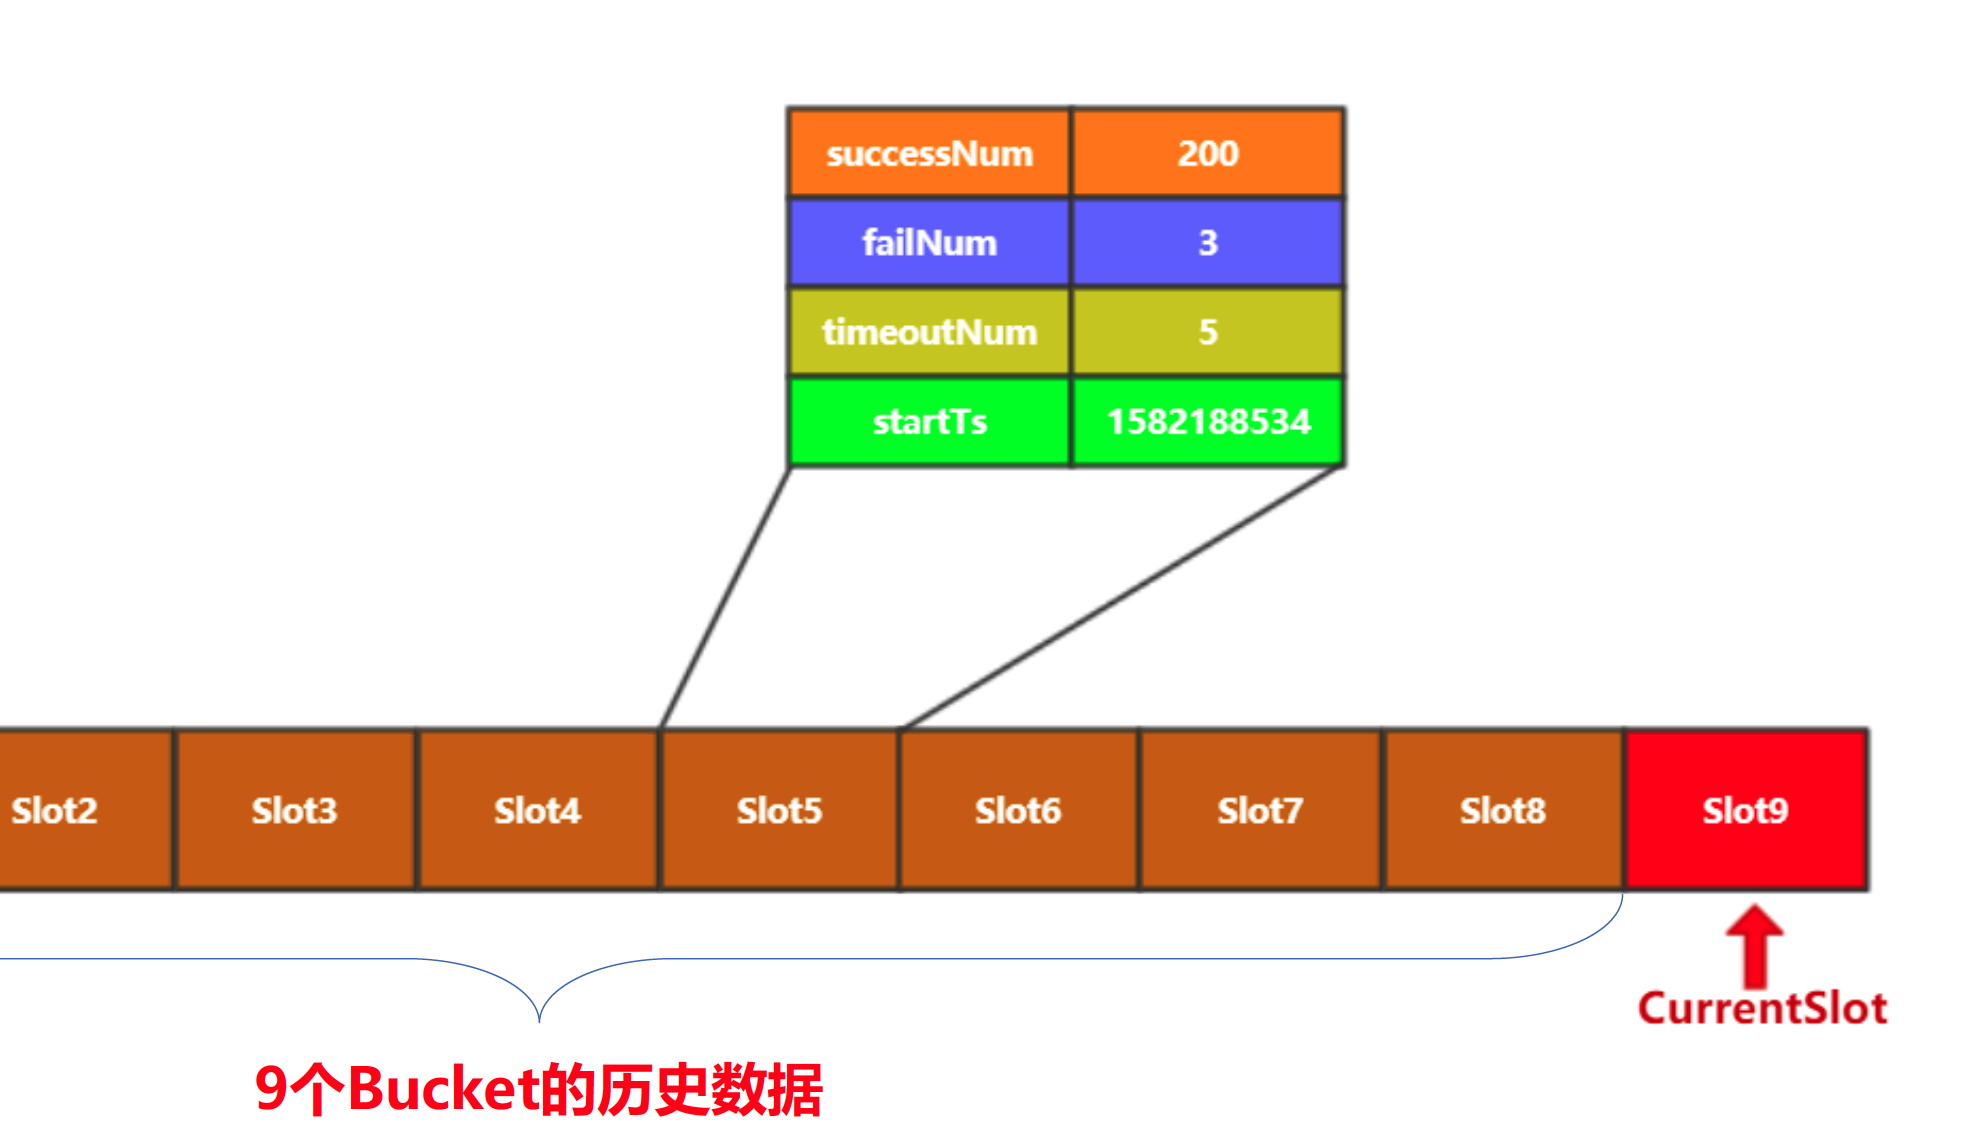 successNum 200
failNum 3
timeoutNum 5
startTs 1582188534
Slot2 Slot3 Slot4 Slot5 Slot6 Slot7 Slot8 Slot9
CurrentSlot
9个Bucket的历史数据